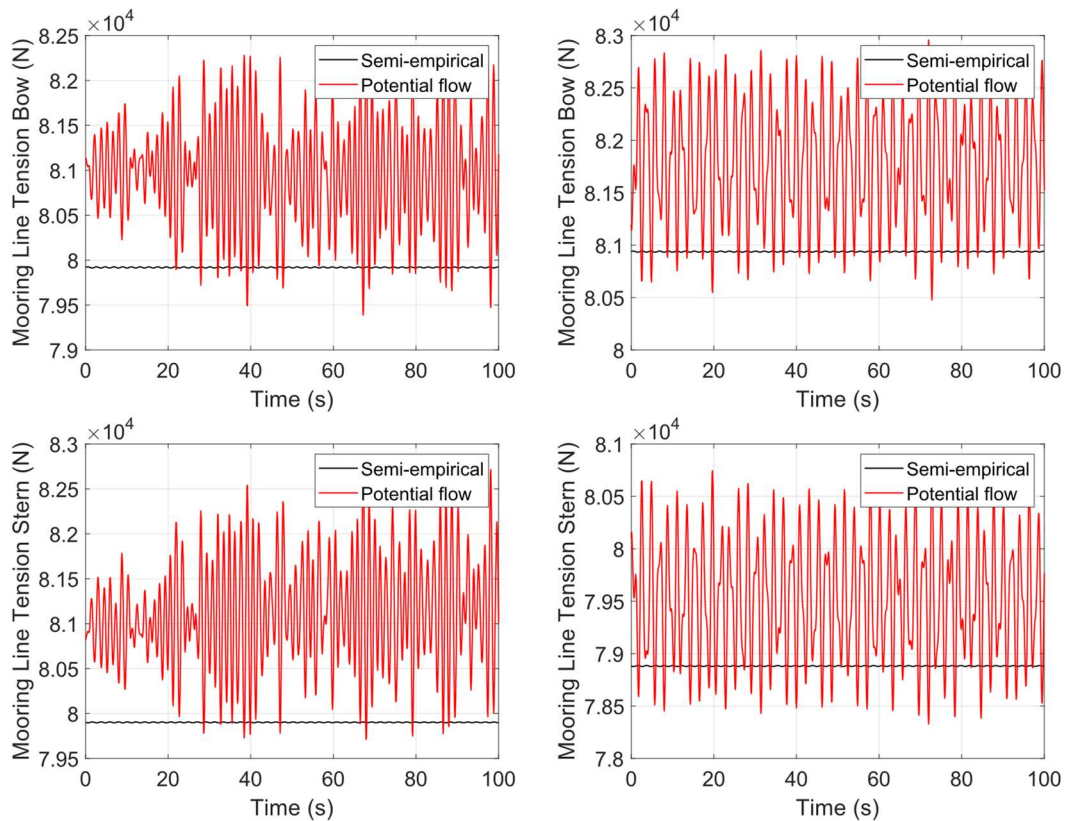 ×10⁴
8.25
8.2
8.15
8.1
8.05
8
7.95
7.9
Mooring Line Tension Bow (N)
Semi-empirical
Potential flow
0 20 40 60 80 100
Time (s)
×10⁴
8.3
8.25
8.2
8.15
8.1
8.05
8
Mooring Line Tension Bow (N)
Semi-empirical
Potential flow
0 20 40 60 80 100
Time (s)
×10⁴
8.3
8.25
8.2
8.15
8.1
8.05
8
7.95
Mooring Line Tension Stern (N)
Semi-empirical
Potential flow
0 20 40 60 80 100
Time (s)
×10⁴
8.1
8.05
8
7.95
7.9
7.85
7.8
Mooring Line Tension Stern (N)
Semi-empirical
Potential flow
0 20 40 60 80 100
Time (s)